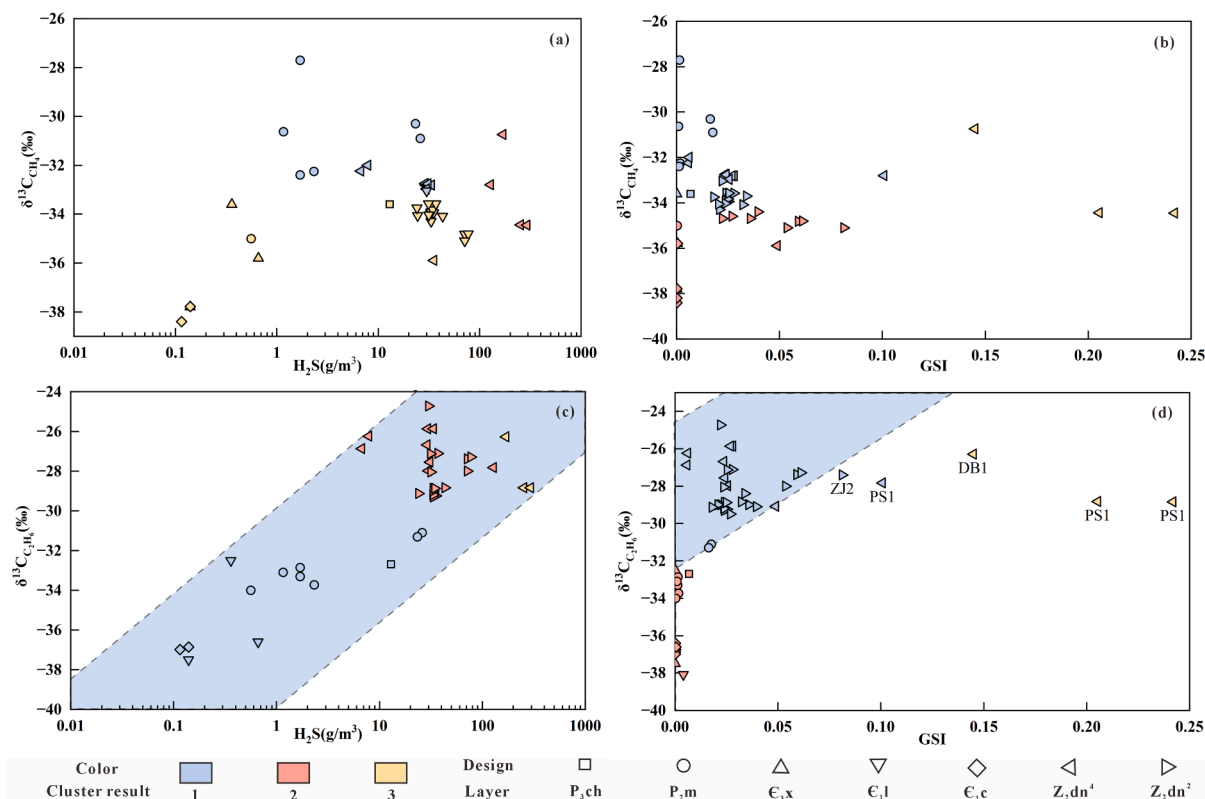 (a)
δ¹³C_CH₄(‰)
−26
−28
−30
−32
−34
−36
−38
0.01 0.1 1 10 100 1000
H₂S(g/m³)
(b)
δ¹³C_CH₄(‰)
−26
−28
−30
−32
−34
−36
−38
−40
0.00 0.05 0.10 0.15 0.20 0.25
GSI
(c)
δ¹³C_C₂H₆(‰)
−24
−26
−28
−30
−32
−34
−36
−38
−40
0.01 0.1 1 10 100 1000
H₂S(g/m³)
(d)
δ¹³C_C₂H₆(‰)
−24
−26
−28
−30
−32
−34
−36
−38
−40
DB1
ZJ2
PS1
PS1
PS1
0.00 0.05 0.10 0.15 0.20 0.25
GSI
Color Design
Cluster result 1 2 3 Layer P₃ch P₂m Є₃x Є₁l Є₁c Z₂dn⁴ Z₂dn²